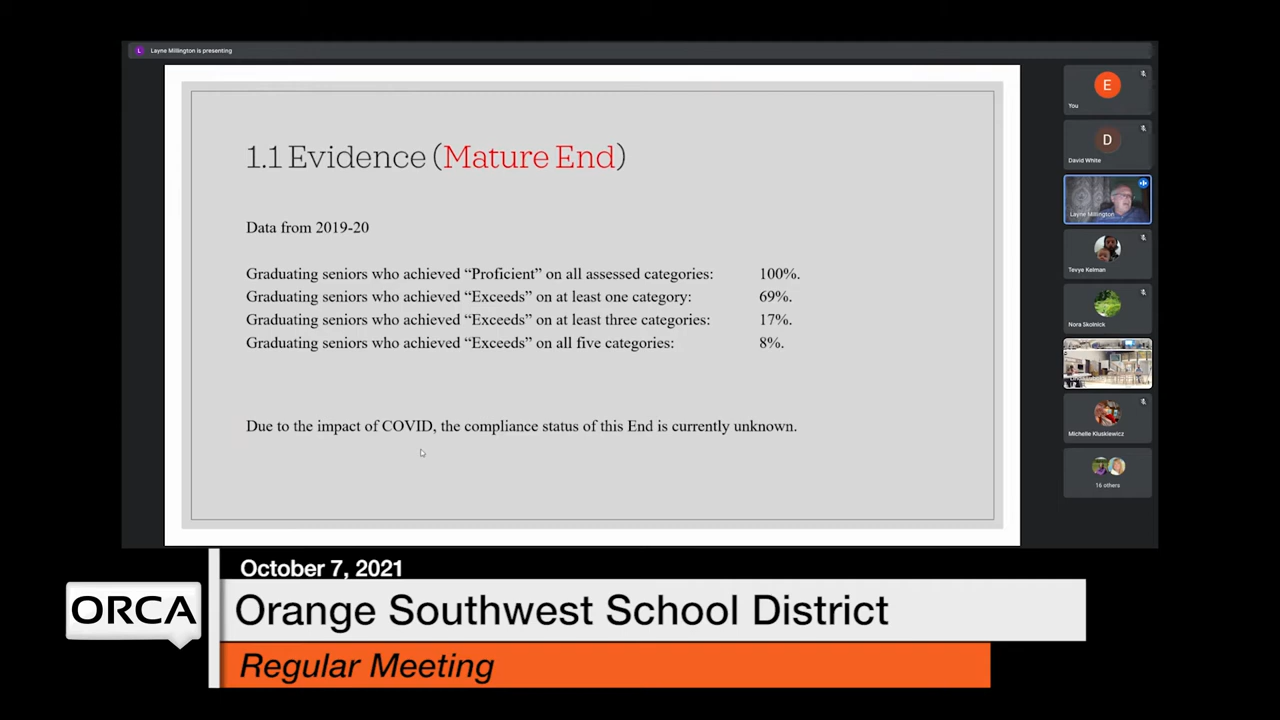 L
Layne Millington is presenting
1.1 Evidence (Mature End)
Data from 2019-20
Graduating seniors who achieved “Proficient” on all assessed categories: 100%.
Graduating seniors who achieved “Exceeds” on at least one category: 69%.
Graduating seniors who achieved “Exceeds” on at least three categories: 17%.
Graduating seniors who achieved “Exceeds” on all five categories: 8%.
Due to the impact of COVID, the compliance status of this End is currently unknown.
E
You
D
David White
Layne Millington
Tevye Kelman
Nora Skolnick
Michelle Kluskiewicz
16 others
October 7, 2021
ORCA
Orange Southwest School District
Regular Meeting